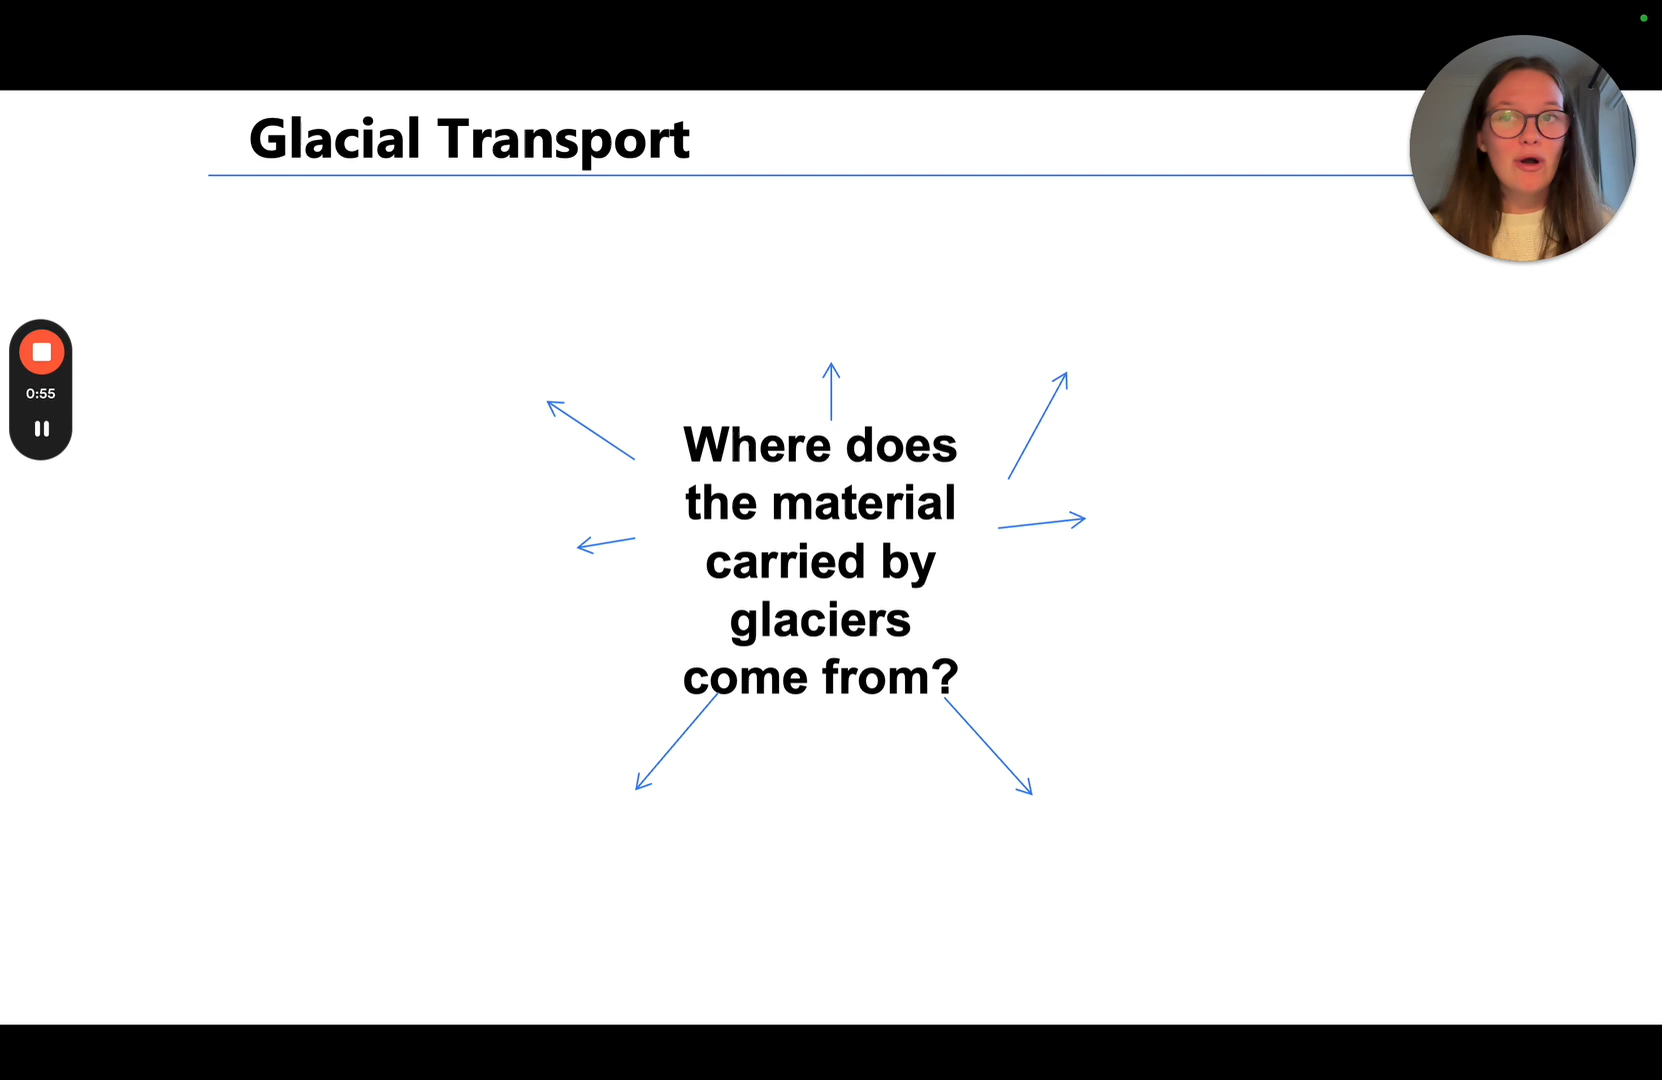 Glacial Transport
0:55
Where does
the material
carried by
glaciers
come from?